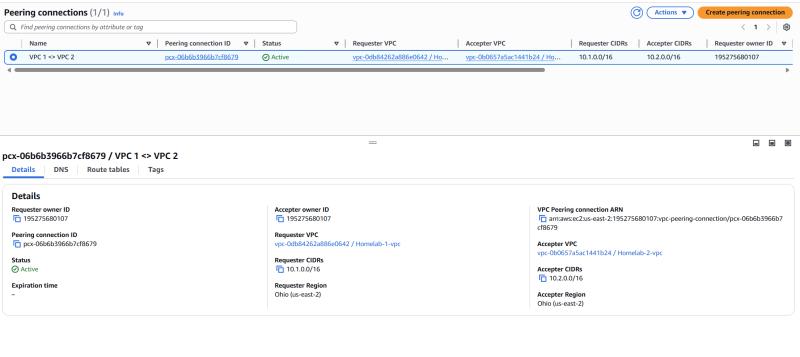 Peering connections (1/1) Info
Actions
Create peering connection
Find peering connections by attribute or tag
1
Name Peering connection ID Status Requester VPC Accepter VPC Requester CIDRs Accepter CIDRs Requester owner ID
VPC 1 <> VPC 2 pcx-06b6b3966b7cf8679 Active vpc-0db84262a886e0642 / Ho... vpc-0b0657a5ac1441b24 / Hom... 10.1.0.0/16 10.2.0.0/16 195275680107
pcx-06b6b3966b7cf8679 / VPC 1 <> VPC 2
Details DNS Route tables Tags
Details
Requester owner ID
195275680107
Peering connection ID
pcx-06b6b3966b7cf8679
Status
Active
Expiration time
–
Accepter owner ID
195275680107
Requester VPC
vpc-0db84262a886e0642 / Homelab-1-vpc
Requester CIDRs
10.1.0.0/16
Requester Region
Ohio (us-east-2)
VPC Peering connection ARN
arn:aws:ec2:us-east-2:195275680107:vpc-peering-connection/pcx-06b6b3966b7
cf8679
Accepter VPC
vpc-0b0657a5ac1441b24 / Homelab-2-vpc
Accepter CIDRs
10.2.0.0/16
Accepter Region
Ohio (us-east-2)